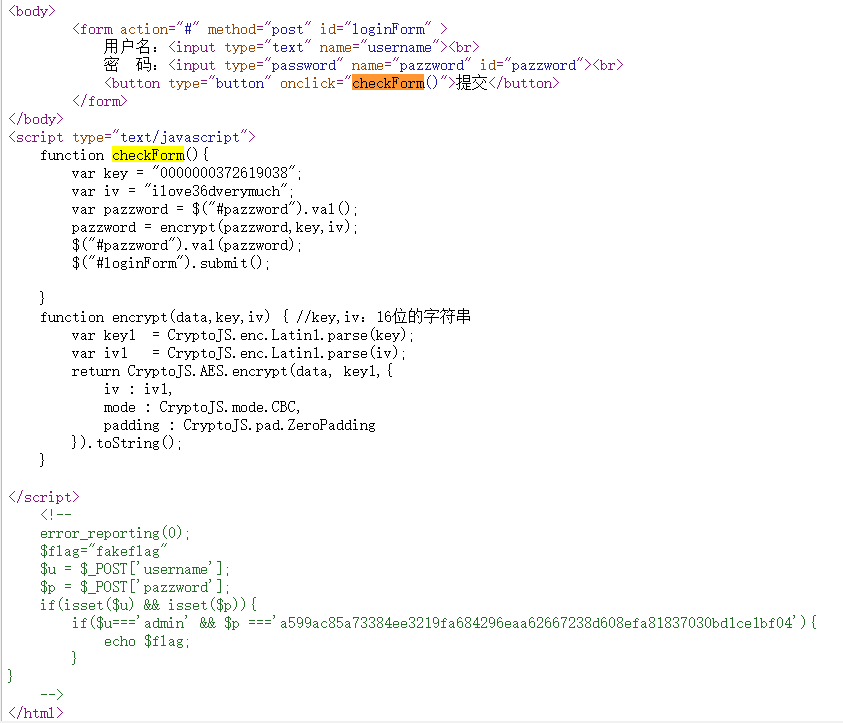 <body>
<form action="#" method="post" id="loginForm" >
用户名：<input type="text" name="username"><br>
密　码：<input type="password" name="pazzword" id="pazzword"><br>
<button type="button" onclick="checkForm()">提交</button>
</form>
</body>
<script type="text/javascript">
function checkForm(){
var key = "0000000372619038";
var iv = "ilove36dverymuch";
var pazzword = $("#pazzword").val();
pazzword = encrypt(pazzword,key,iv);
$("#pazzword").val(pazzword);
$("#loginForm").submit();
}
function encrypt(data,key,iv) { //key,iv：16位的字符串
var key1  = CryptoJS.enc.Latin1.parse(key);
var iv1   = CryptoJS.enc.Latin1.parse(iv);
return CryptoJS.AES.encrypt(data, key1,{
iv : iv1,
mode : CryptoJS.mode.CBC,
padding : CryptoJS.pad.ZeroPadding
}).toString();
}
</script>
<!--
error_reporting(0);
$flag="fakeflag"
$u = $_POST['username'];
$p = $_POST['pazzword'];
if(isset($u) && isset($p)){
if($u==='admin' && $p ==='a599ac85a73384ee3219fa684296eaa62667238d608efa81837030bd1ce1bf04'){
echo $flag;
}
}
-->
</html>